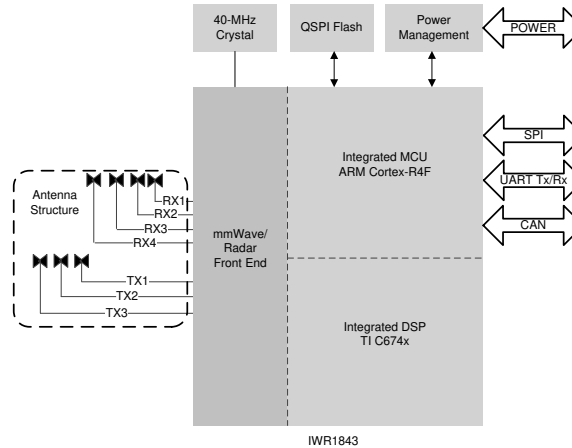 40-MHz
Crystal
QSPI Flash
Power
Management
POWER
Integrated MCU
ARM Cortex-R4F
SPI
UART Tx/Rx
CAN
Antenna
Structure
RX1
RX2
RX3
RX4
mmWave/
Radar
Front End
TX1
TX2
TX3
Integrated DSP
TI C674x
IWR1843